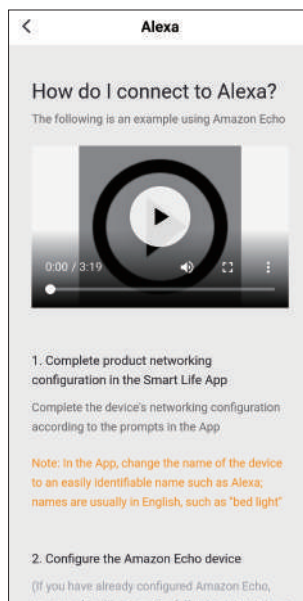 Alexa
How do I connect to Alexa?
The following is an example using Amazon Echo
0:00 / 3:19
1. Complete product networking
configuration in the Smart Life App
Complete the device's networking configuration
according to the prompts in the App
Note: In the App, change the name of the device
to an easily identifiable name such as Alexa;
names are usually in English, such as "bed light"
2. Configure the Amazon Echo device
(If you have already configured Amazon Echo,